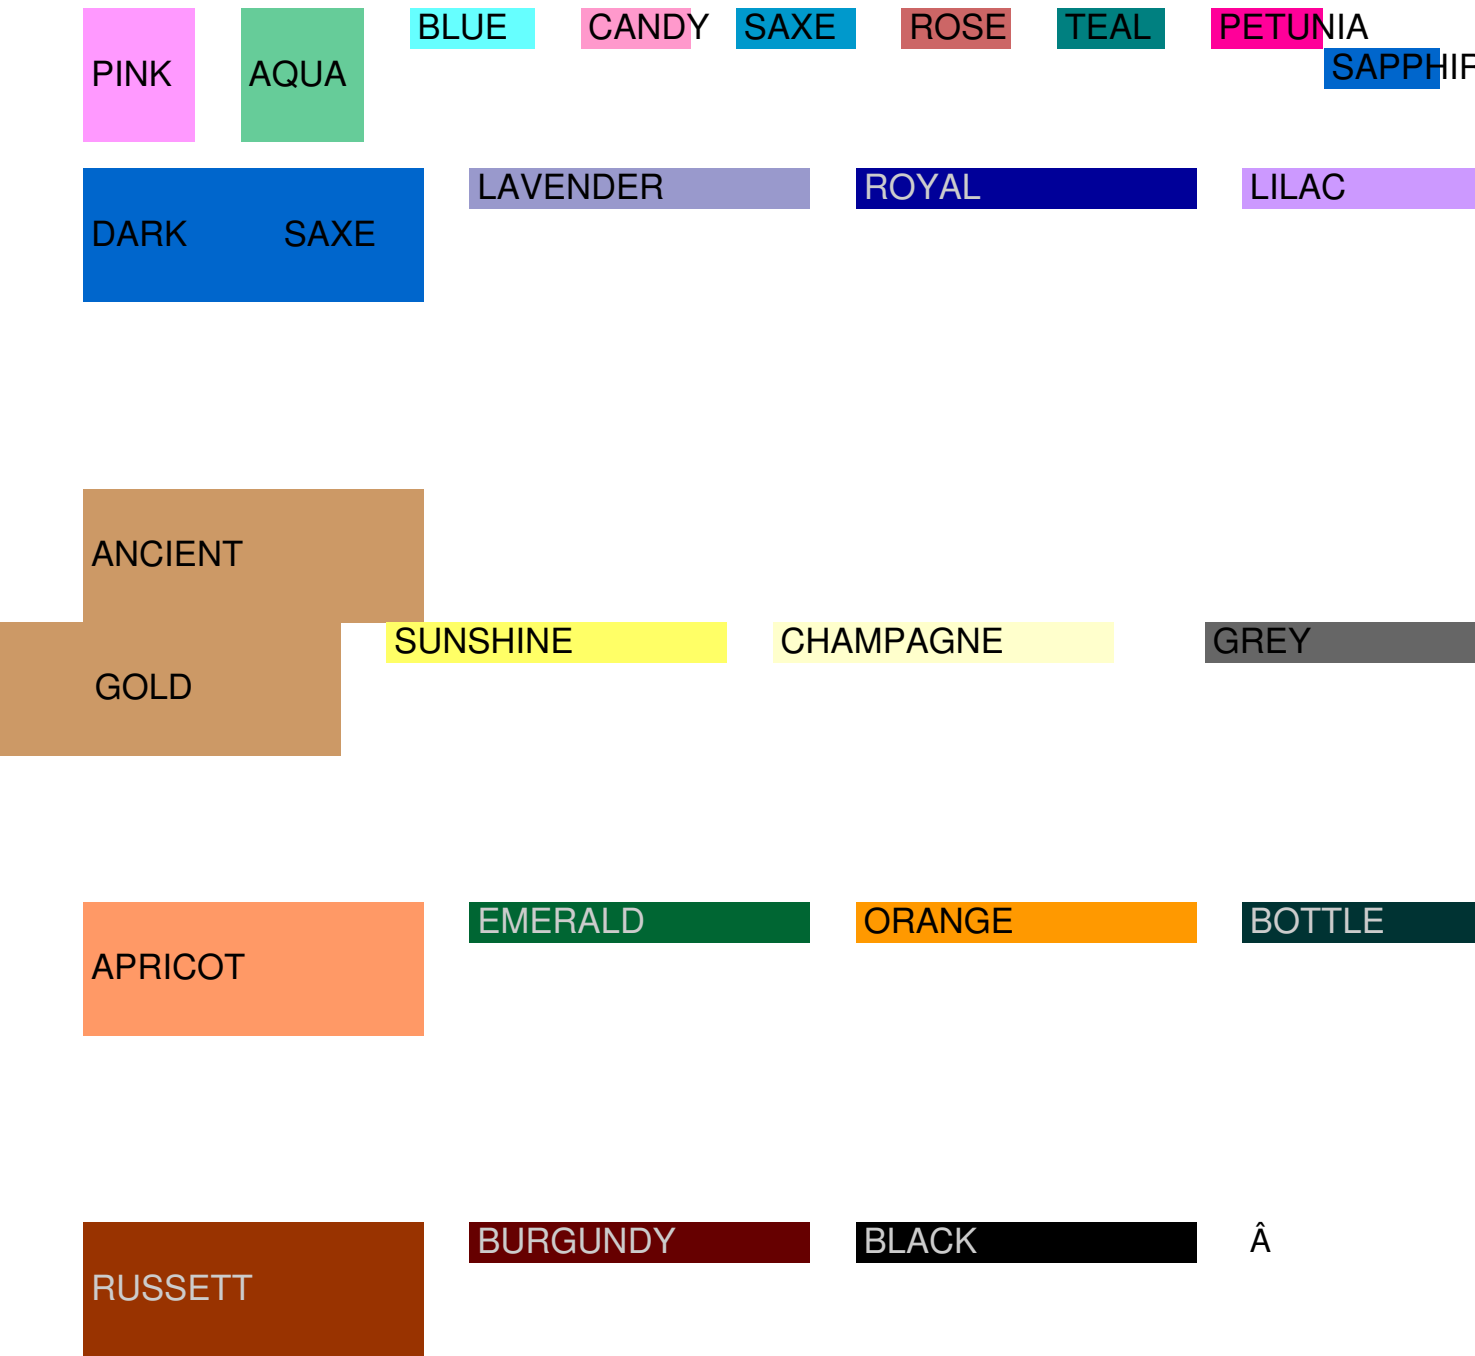 BLUE CANDY SAXE ROSE TEAL PETUNIA
PINK AQUA
LAVENDER ROYAL LILAC
DARK SAXE
ANCIENT
SUNSHINE CHAMPAGNE GREY
GOLD
EMERALD ORANGE BOTTLE
APRICOT
BURGUNDY BLACK Â
RUSSETT